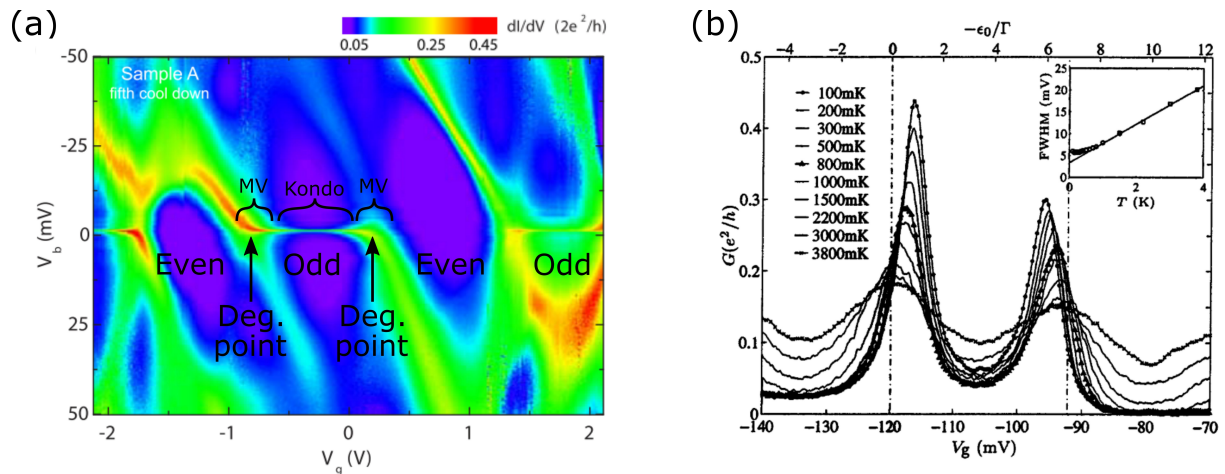 (a)
dI/dV (2e²/h)
0.05 0.25 0.45
Sample A
fifth cool down
-50
-25
0
25
50
V_b (mV)
MV Kondo MV
Even Odd Even Odd
Deg. point
Deg. point
-2 -1 0 1 2
V_g (V)
(b)
−ϵ₀/Γ
-4 -2 0 2 4 6 8 10 12
0.5
0.4
0.3
0.2
0.1
0
G(e²/h)
100mK
200mK
300mK
500mK
800mK
1000mK
1500mK
2200mK
3000mK
3800mK
25
20
15
10
5
0
FWHM (mV)
0 2 4
T (K)
−140 −130 −120 −110 −100 −90 −80 −70
V_g (mV)